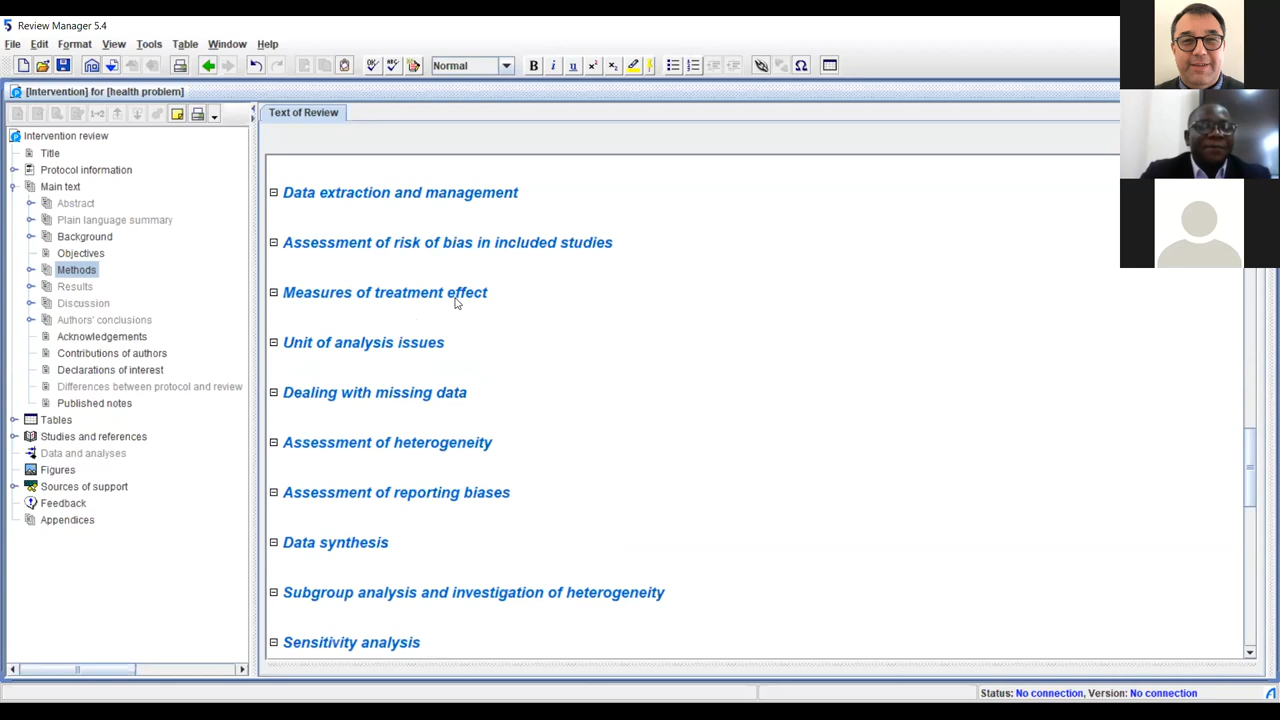 Review Manager 5.4
File Edit Format View Tools Table Window Help
Normal B i u x² x₂ Ω
[Intervention] for [health problem]
Intervention review
Title
Protocol information
Main text
Abstract
Plain language summary
Background
Objectives
Methods
Results
Discussion
Authors' conclusions
Acknowledgements
Contributions of authors
Declarations of interest
Differences between protocol and review
Published notes
Tables
Studies and references
Data and analyses
Figures
Sources of support
Feedback
Appendices
Text of Review
Data extraction and management
Assessment of risk of bias in included studies
Measures of treatment effect
Unit of analysis issues
Dealing with missing data
Assessment of heterogeneity
Assessment of reporting biases
Data synthesis
Subgroup analysis and investigation of heterogeneity
Sensitivity analysis
Status: No connection, Version: No connection